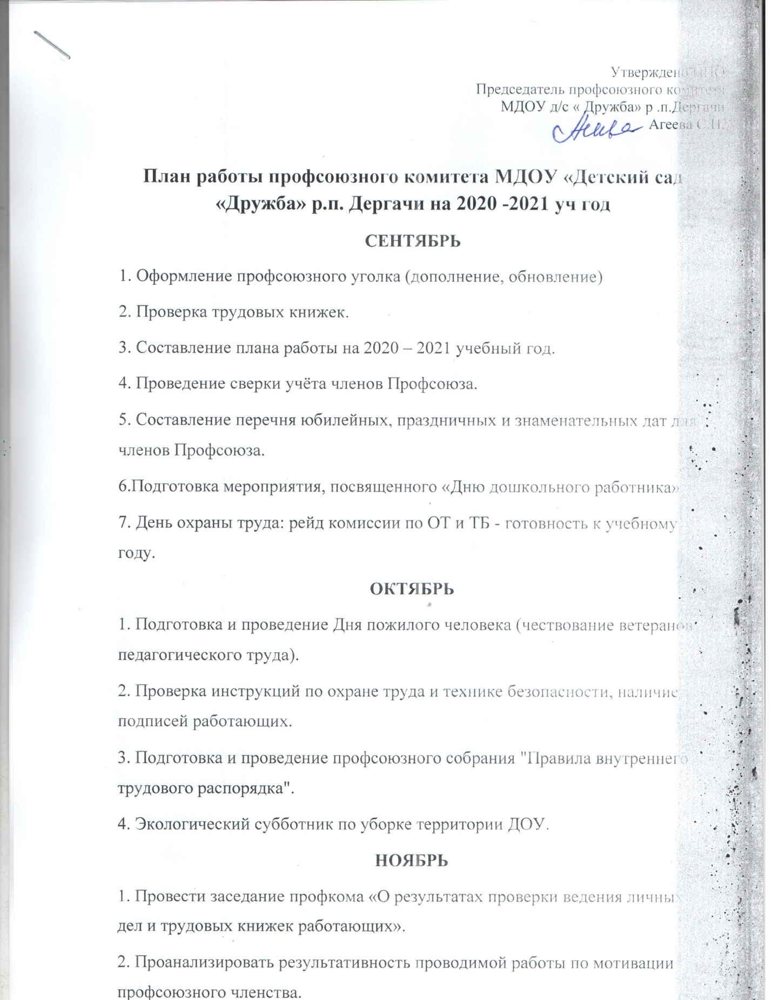 Утверждено ППО
Председатель профсоюзного комитета
МДОУ д/с « Дружба» р .п.Дергачи
Агеева С.Н.
План работы профсоюзного комитета МДОУ «Детский сад
«Дружба» р.п. Дергачи на 2020 -2021 уч год
СЕНТЯБРЬ
1. Оформление профсоюзного уголка (дополнение, обновление)
2. Проверка трудовых книжек.
3. Составление плана работы на 2020 – 2021 учебный год.
4. Проведение сверки учёта членов Профсоюза.
5. Составление перечня юбилейных, праздничных и знаменательных дат для
членов Профсоюза.
6.Подготовка мероприятия, посвященного «Дню дошкольного работника»
7. День охраны труда: рейд комиссии по ОТ и ТБ - готовность к учебному
году.
ОКТЯБРЬ
1. Подготовка и проведение Дня пожилого человека (чествование ветеранов
педагогического труда).
2. Проверка инструкций по охране труда и технике безопасности, наличие
подписей работающих.
3. Подготовка и проведение профсоюзного собрания "Правила внутреннего
трудового распорядка".
4. Экологический субботник по уборке территории ДОУ.
НОЯБРЬ
1. Провести заседание профкома «О результатах проверки ведения личных
дел и трудовых книжек работающих».
2. Проанализировать результативность проводимой работы по мотивации
профсоюзного членства.